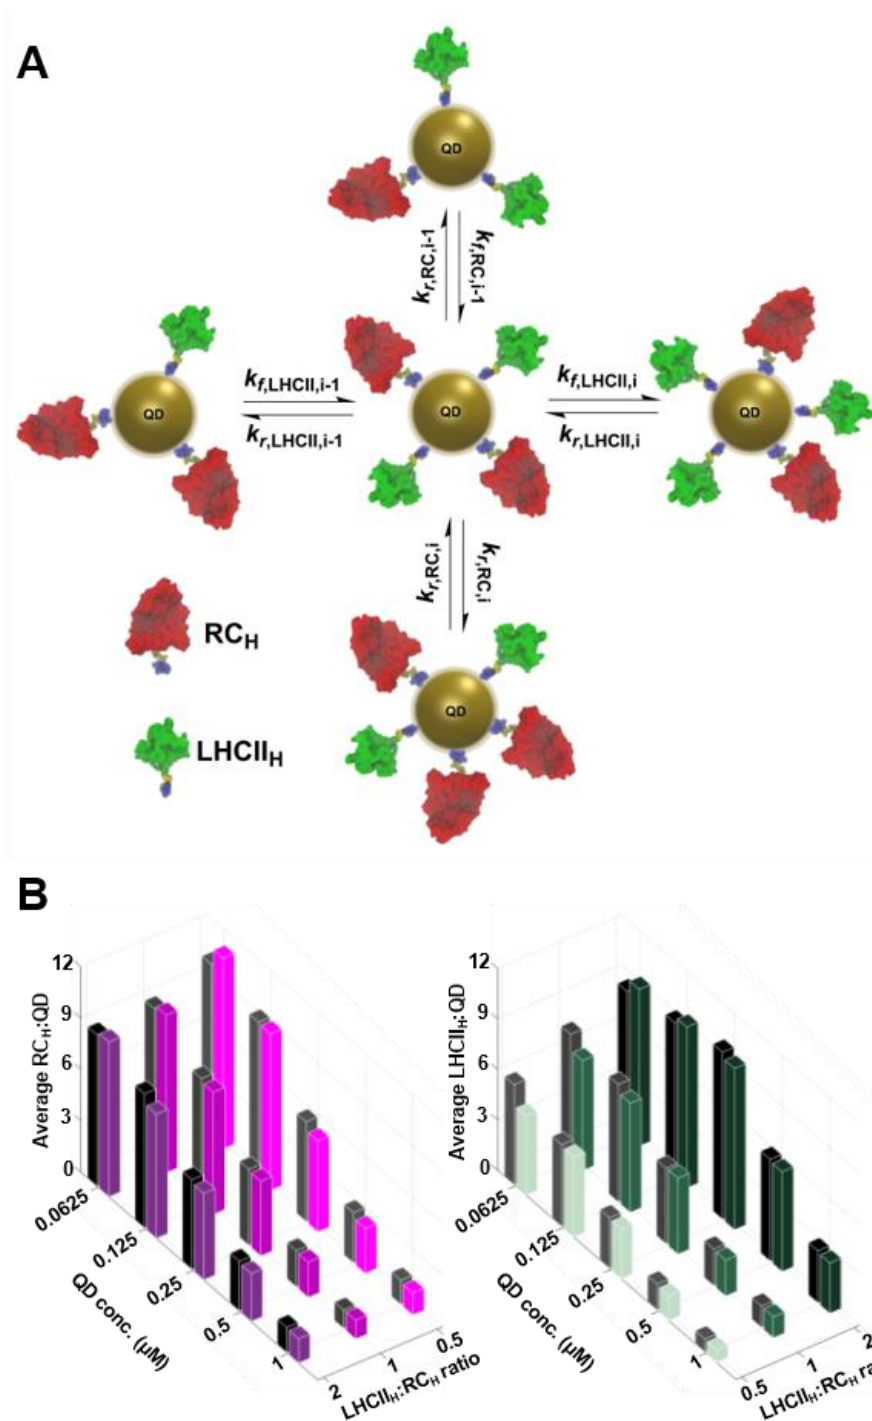 A
QD
k_r,RC,i-1
k_f,RC,i-1
QD
k_f,LHCII,i-1
k_r,LHCII,i-1
QD
k_f,LHCII,i
k_r,LHCII,i
QD
k_r,RC,i
k_r,RC,i
RC_H
LHCII_H
QD
B
Average RC_H:QD
12
9
6
3
0
0.0625
0.125
0.25
0.5
1
QD conc. (µM)
2
1
0.5
LHCII_H:RC_H ratio
Average LHCII_H:QD
12
9
6
3
0
0.0625
0.125
0.25
0.5
1
QD conc. (µM)
0.5
1
2
LHCII_H:RC_H ra